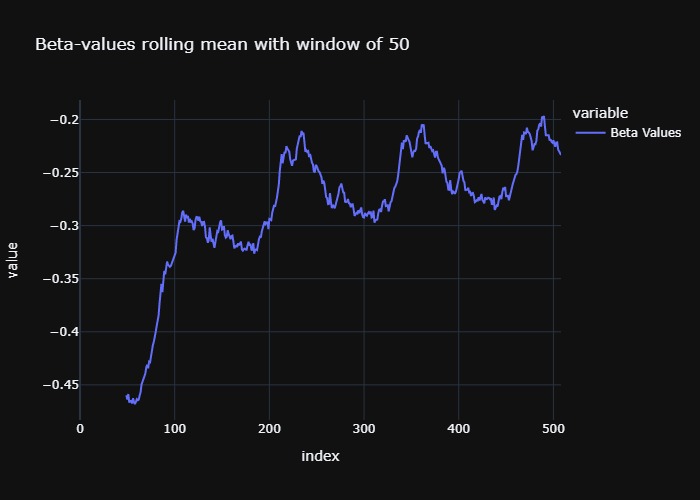 Beta-values rolling mean with window of 50
variable
Beta Values
−0.2
−0.25
−0.3
−0.35
−0.4
−0.45
value
0
100
200
300
400
500
index